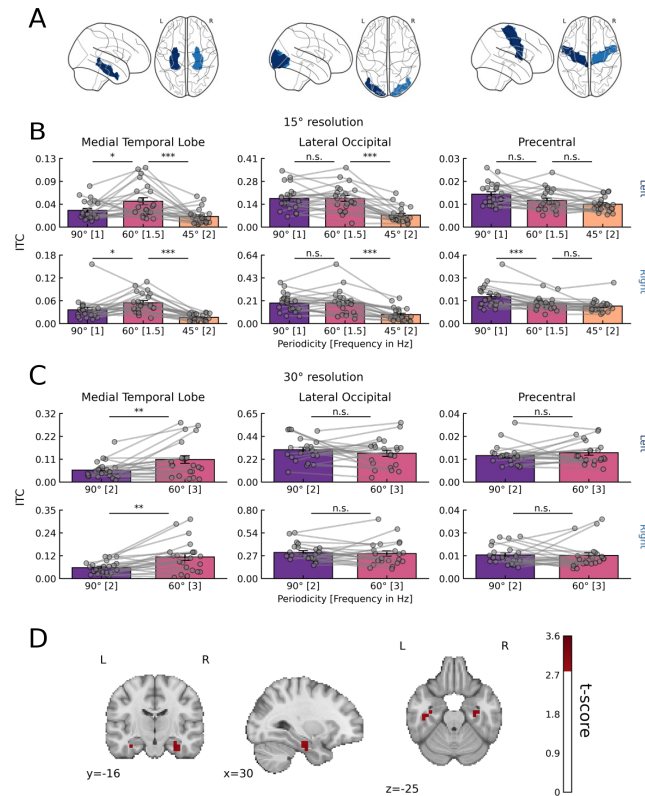 A
L R L R L R
B
15° resolution
Medial Temporal Lobe Lateral Occipital Precentral
0.13 * *** 0.41 n.s. *** 0.03 n.s. n.s.
0.09 0.27 0.02
0.04 0.14 0.01
0.00 0.00 0.00
90° [1] 60° [1.5] 45° [2] 90° [1] 60° [1.5] 45° [2] 90° [1] 60° [1.5] 45° [2]
Left
ITC
0.18 * *** 0.64 n.s. *** 0.04 *** n.s.
0.12 0.42 0.03
0.06 0.21 0.01
0.00 0.00 0.00
90° [1] 60° [1.5] 45° [2] 90° [1] 60° [1.5] 45° [2] 90° [1] 60° [1.5] 45° [2]
Right
Periodicity [Frequency in Hz]
C
30° resolution
Medial Temporal Lobe Lateral Occipital Precentral
0.32 ** 0.65 n.s. 0.04 n.s.
0.22 0.44 0.03
0.11 0.22 0.01
0.00 0.00 0.00
90° [2] 60° [3] 90° [2] 60° [3] 90° [2] 60° [3]
Left
ITC
0.35 ** 0.80 n.s. 0.04 n.s.
0.23 0.54 0.03
0.12 0.27 0.01
0.00 0.00 0.00
90° [2] 60° [3] 90° [2] 60° [3] 90° [2] 60° [3]
Right
Periodicity [Frequency in Hz]
D
L R L R
y=-16 x=30 z=-25
3.6
2.7
1.8
0.9
0
t-score